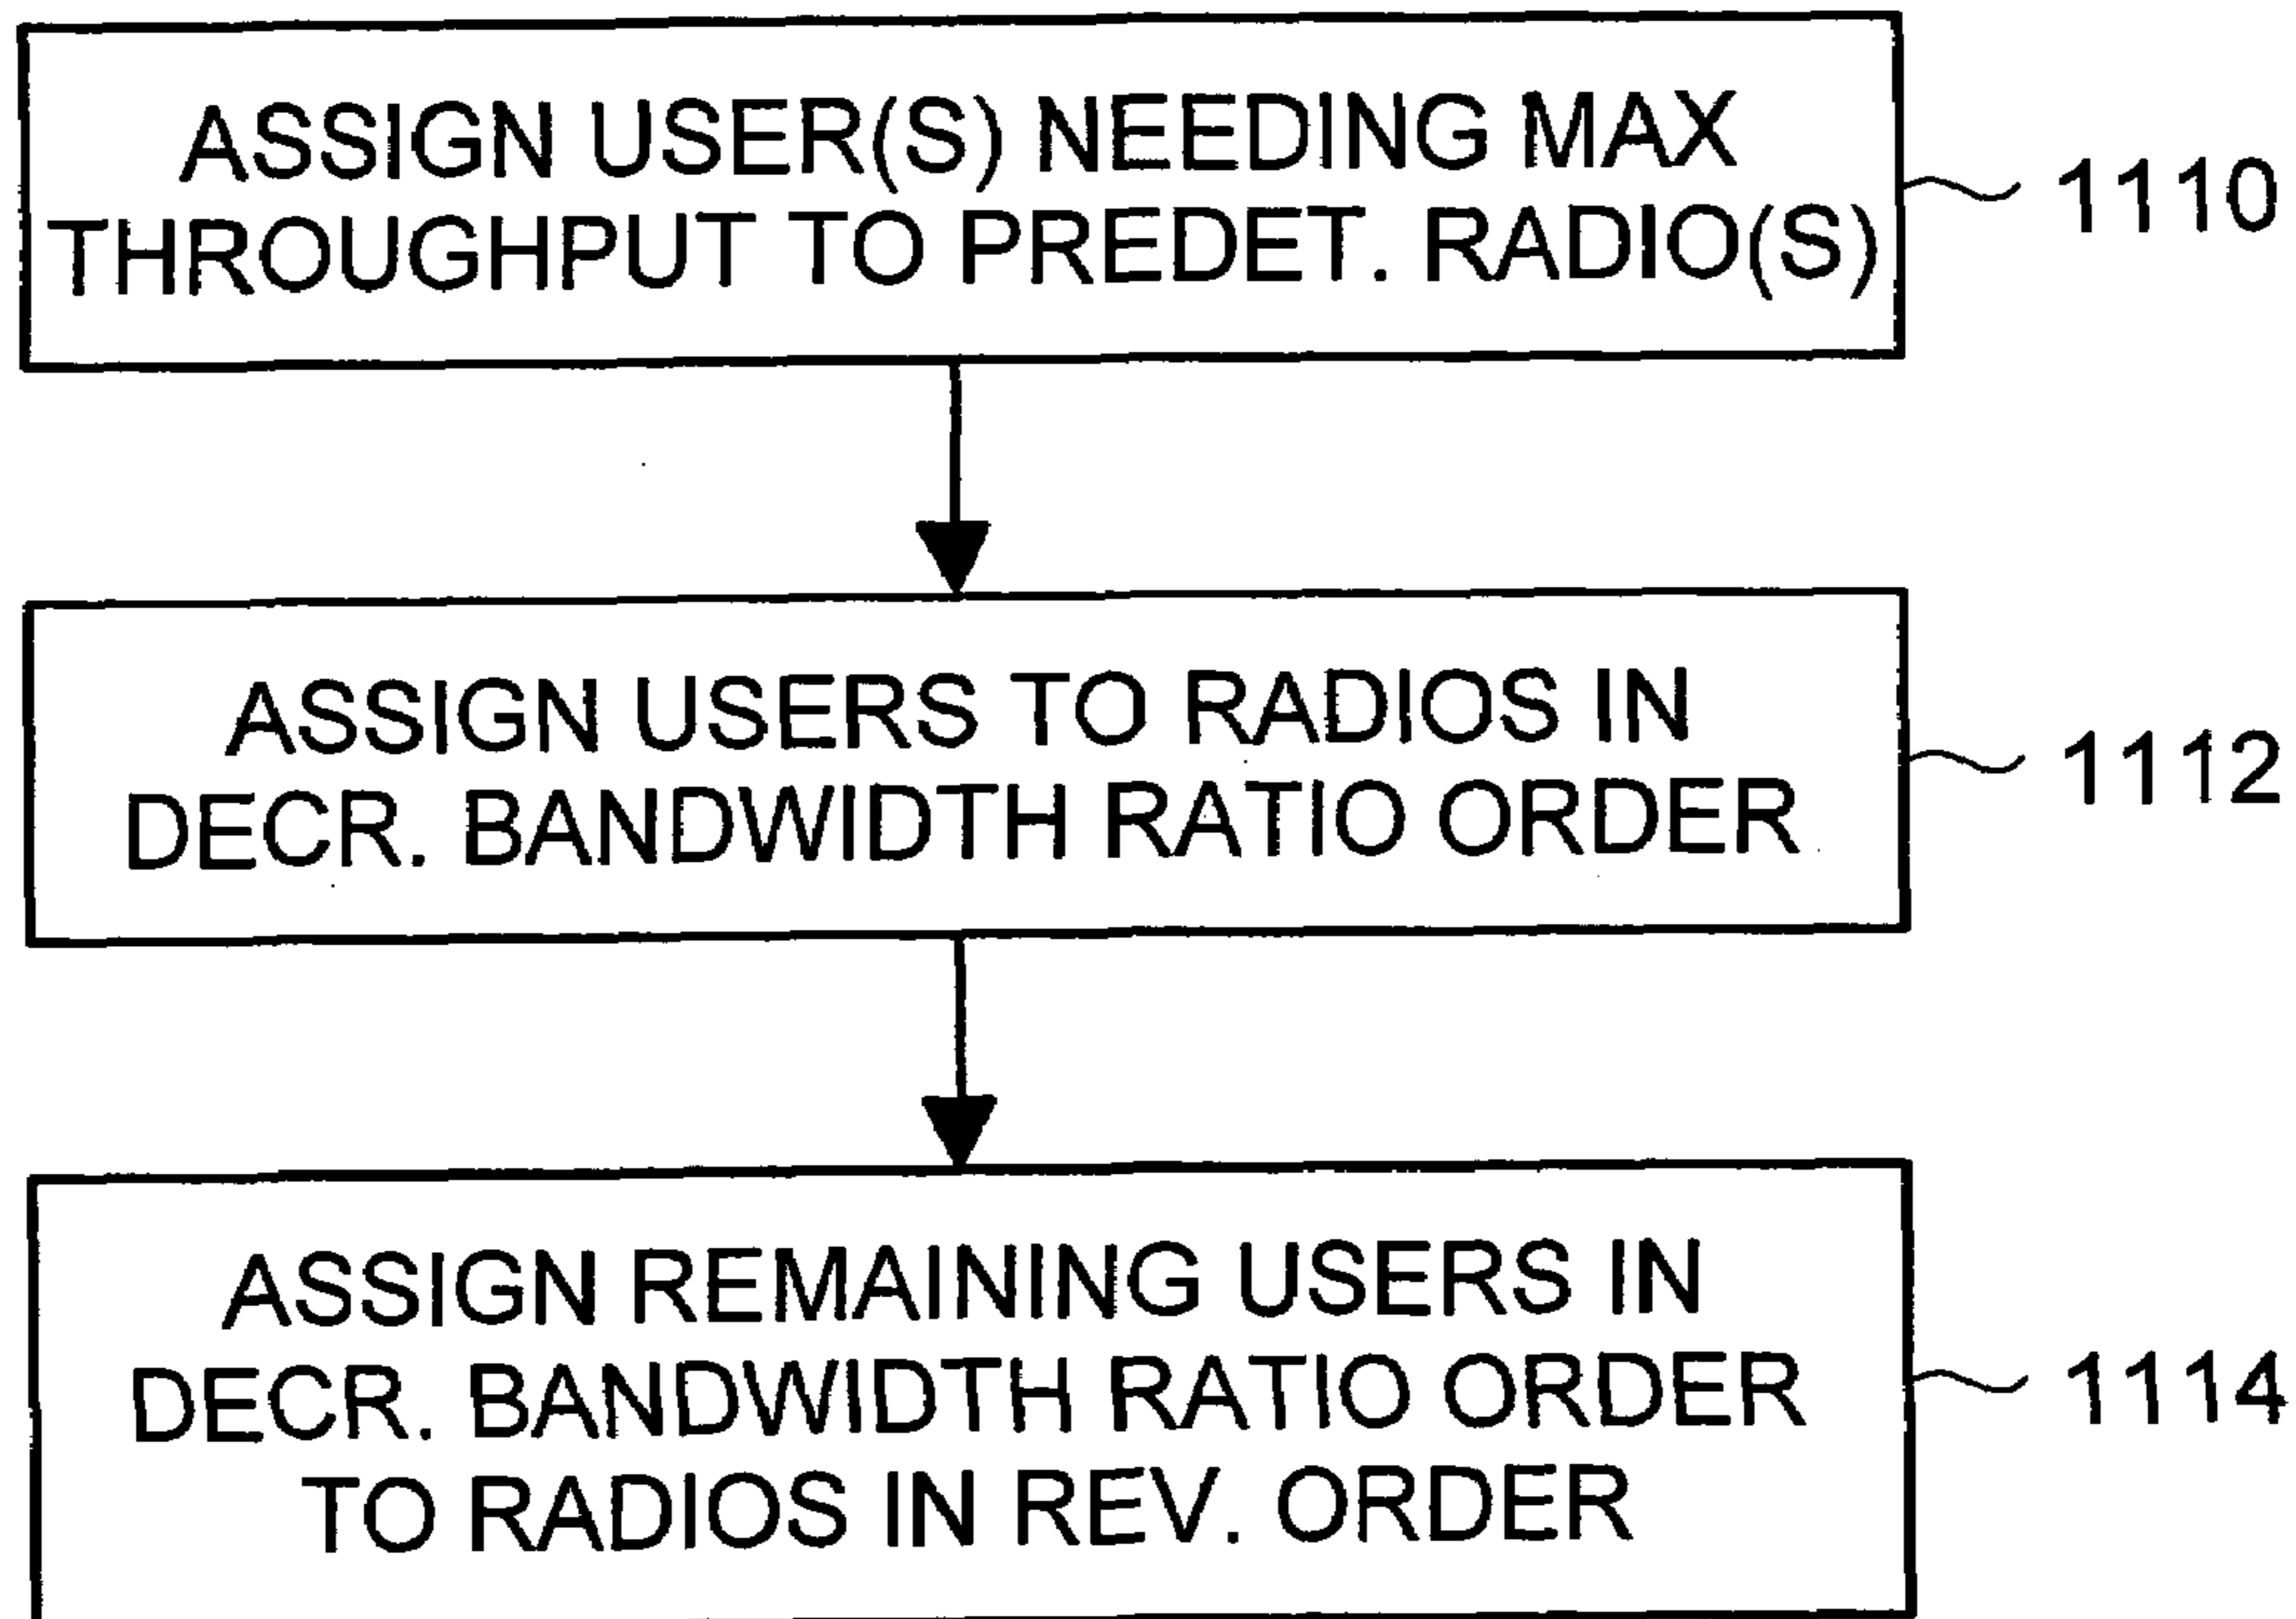 ASSIGN USER(S) NEEDING MAX
THROUGHPUT TO PREDET. RADIO(S)
1110
ASSIGN USERS TO RADIOS IN
DECR. BANDWIDTH RATIO ORDER
1112
ASSIGN REMAINING USERS IN
DECR. BANDWIDTH RATIO ORDER
TO RADIOS IN REV. ORDER
1114